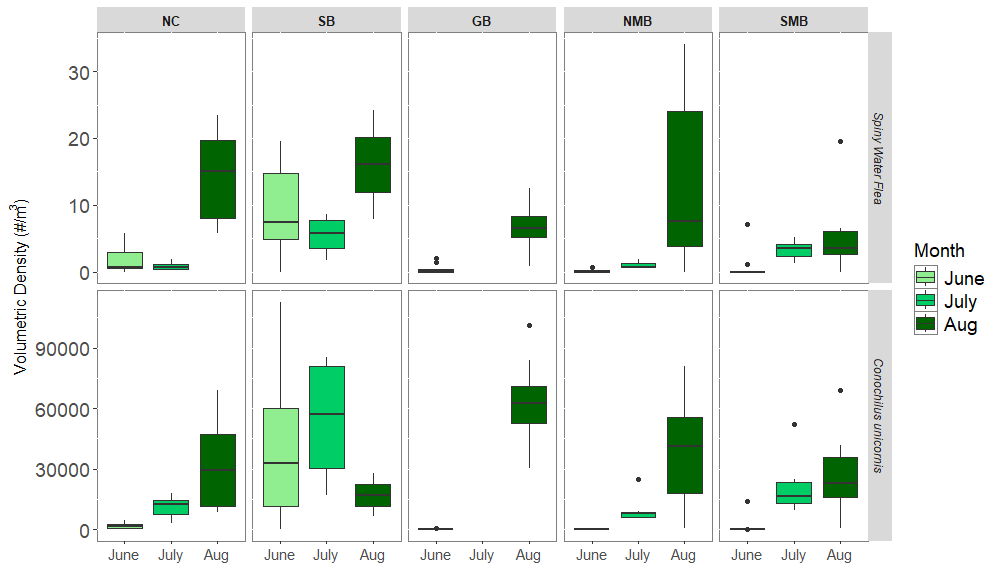 NC SB GB NMB SMB
30
20
10
0
Spiny Water Flea
Volumetric Density (#/m³)
90000
60000
30000
0
Conochilus unicornis
June July Aug June July Aug June July Aug June July Aug June July Aug
Month
June
July
Aug